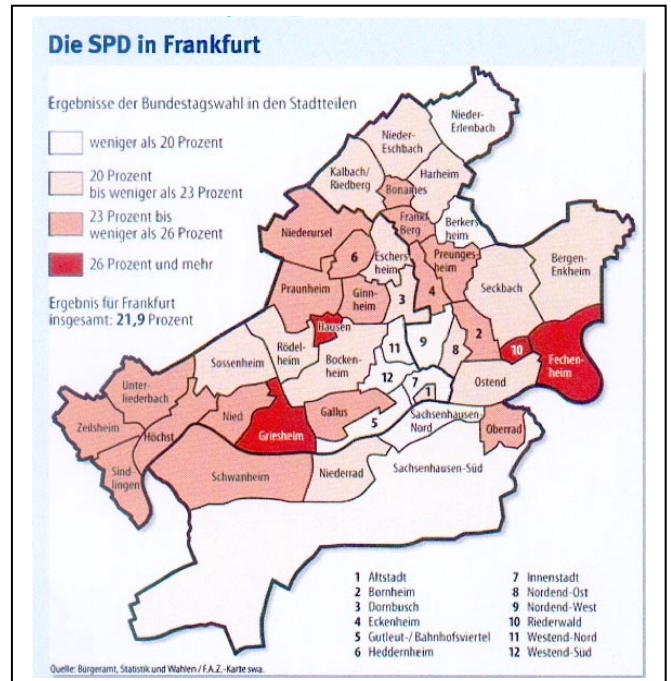 Die SPD in Frankfurt
Ergebnisse der Bundestagswahl in den Stadtteilen
weniger als 20 Prozent
20 Prozent
bis weniger als 23 Prozent
23 Prozent bis
weniger als 26 Prozent
26 Prozent und mehr
Ergebnis für Frankfurt
insgesamt: 21,9 Prozent
Nieder-
Erlenbach
Nieder-
Eschbach
Kalbach/
Riedberg
Harheim
Bonames
Frankf.
Berg
Berkers
heim
Niederursel
6
Eschers
heim
Preunges-
heim
Bergen-
Enkheim
Praunheim
Ginn-
heim
3
4
Seckbach
Hausen
11
9
8
2
10
Fechen-
heim
Rödel-
heim
Bocken-
heim
Sossenheim
12
7
1
Ostend
Unter-
liederbach
Nied
Griesheim
Gallus
5
Sachsenhausen-
Nord
Oberrad
Zeilsheim
Höchst
Sind-
lingen
Schwanheim
Niederrad
Sachsenhausen-Süd
1 Altstadt
2 Bornheim
3 Dornbusch
4 Eckenheim
5 Gutleut-/ Bahnhofsviertel
6 Heddernheim
7 Innenstadt
8 Nordend-Ost
9 Nordend-West
10 Riederwald
11 Westend-Nord
12 Westend-Süd
Quelle: Bürgeramt, Statistik und Wahlen / F.A.Z.-Karte swa.